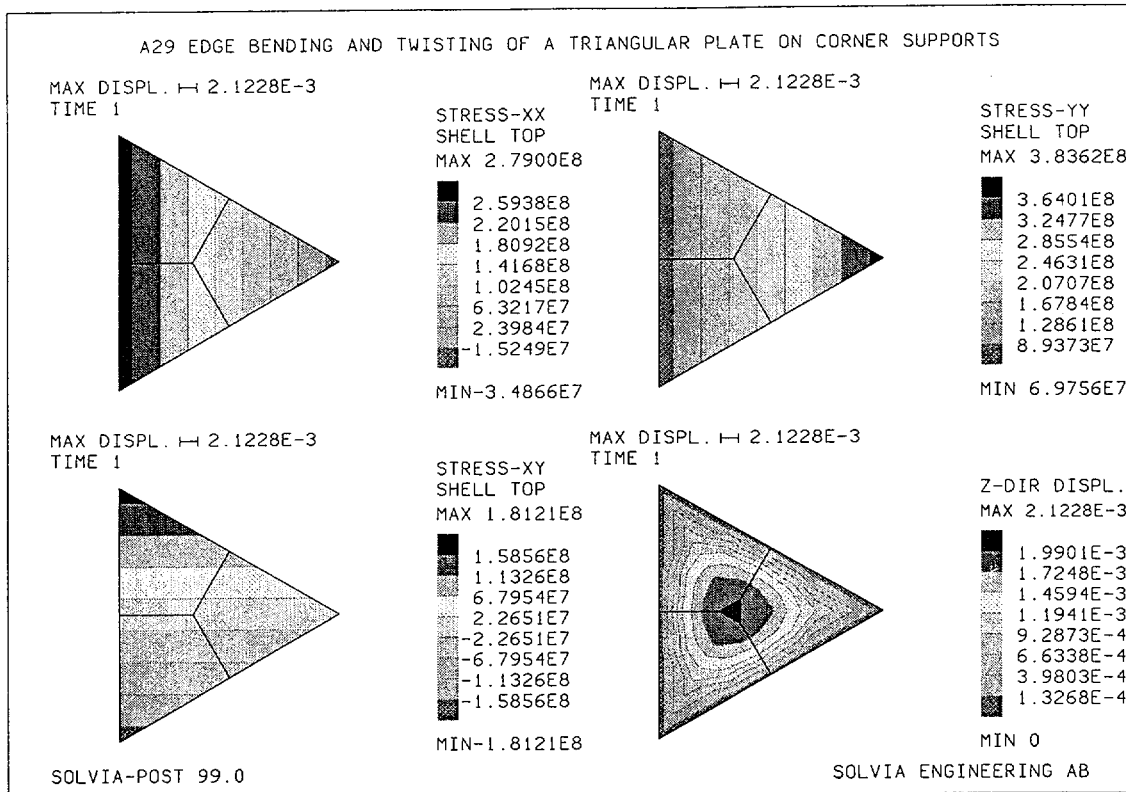 A29 EDGE BENDING AND TWISTING OF A TRIANGULAR PLATE ON CORNER SUPPORTS
MAX DISPL. 2.1228E-3
TIME 1
STRESS-XX
SHELL TOP
MAX 2.7900E8
2.5938E8
2.2015E8
1.8092E8
1.4168E8
1.0245E8
6.3217E7
2.3984E7
-1.5249E7
MIN-3.4866E7
MAX DISPL. 2.1228E-3
TIME 1
STRESS-YY
SHELL TOP
MAX 3.8362E8
3.6401E8
3.2477E8
2.8554E8
2.4631E8
2.0707E8
1.6784E8
1.2861E8
8.9373E7
MIN 6.9756E7
MAX DISPL. 2.1228E-3
TIME 1
STRESS-XY
SHELL TOP
MAX 1.8121E8
1.5856E8
1.1326E8
6.7954E7
2.2651E7
-2.2651E7
-6.7954E7
-1.1326E8
-1.5856E8
MIN-1.8121E8
MAX DISPL. 2.1228E-3
TIME 1
Z-DIR DISPL.
MAX 2.1228E-3
1.9901E-3
1.7248E-3
1.4594E-3
1.1941E-3
9.2873E-4
6.6338E-4
3.9803E-4
1.3268E-4
MIN 0
SOLVIA-POST 99.0
SOLVIA ENGINEERING AB